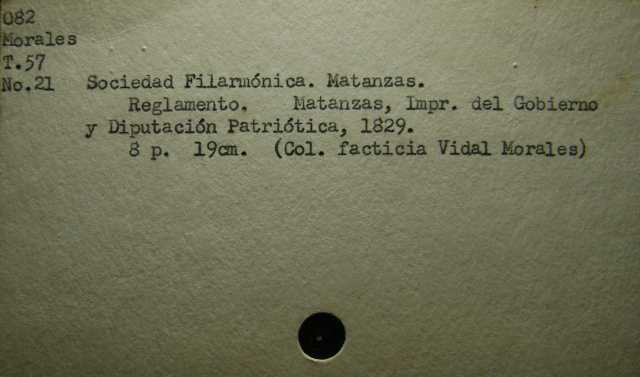 082
Morales
T.57
No.21 Sociedad Filarmónica. Matanzas.
Reglamento. Matanzas, Impr. del Gobierno
y Diputación Patriótica, 1829.
8 p. 19cm. (Col. facticia Vidal Morales)